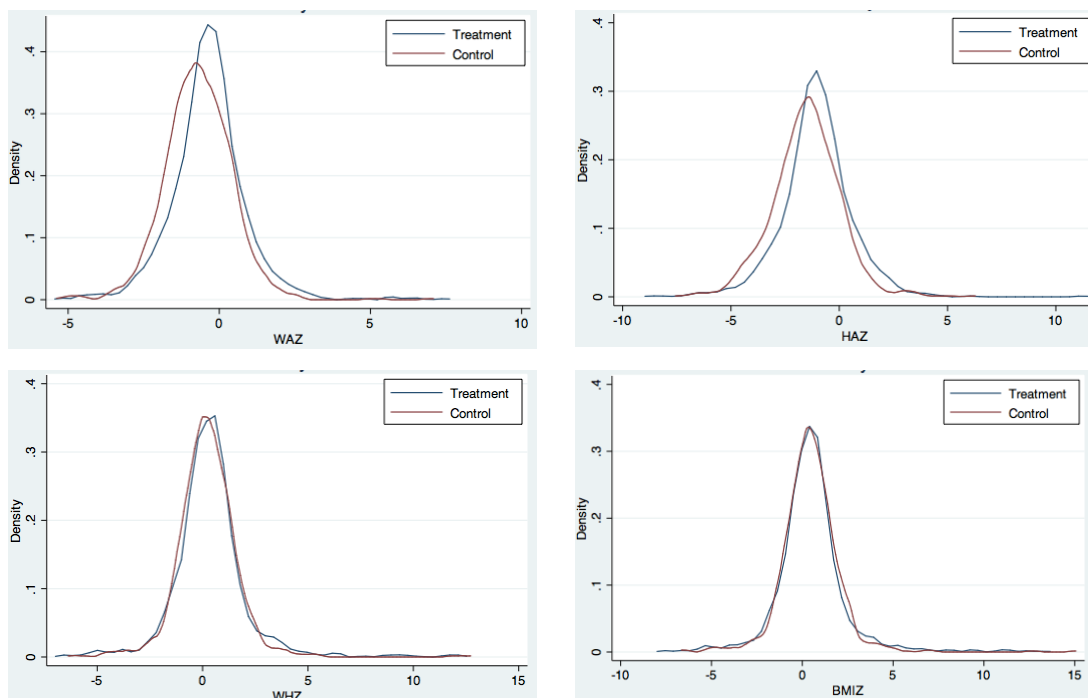 Treatment
Control
Density
.4
.3
.2
.1
0
-5
0
5
10
WAZ
Treatment
Control
Density
.4
.3
.2
.1
0
-10
-5
0
5
10
HAZ
Treatment
Control
Density
.4
.3
.2
.1
0
-5
0
5
10
15
WHZ
Treatment
Control
Density
.4
.3
.2
.1
0
-10
-5
0
5
10
15
BMIZ